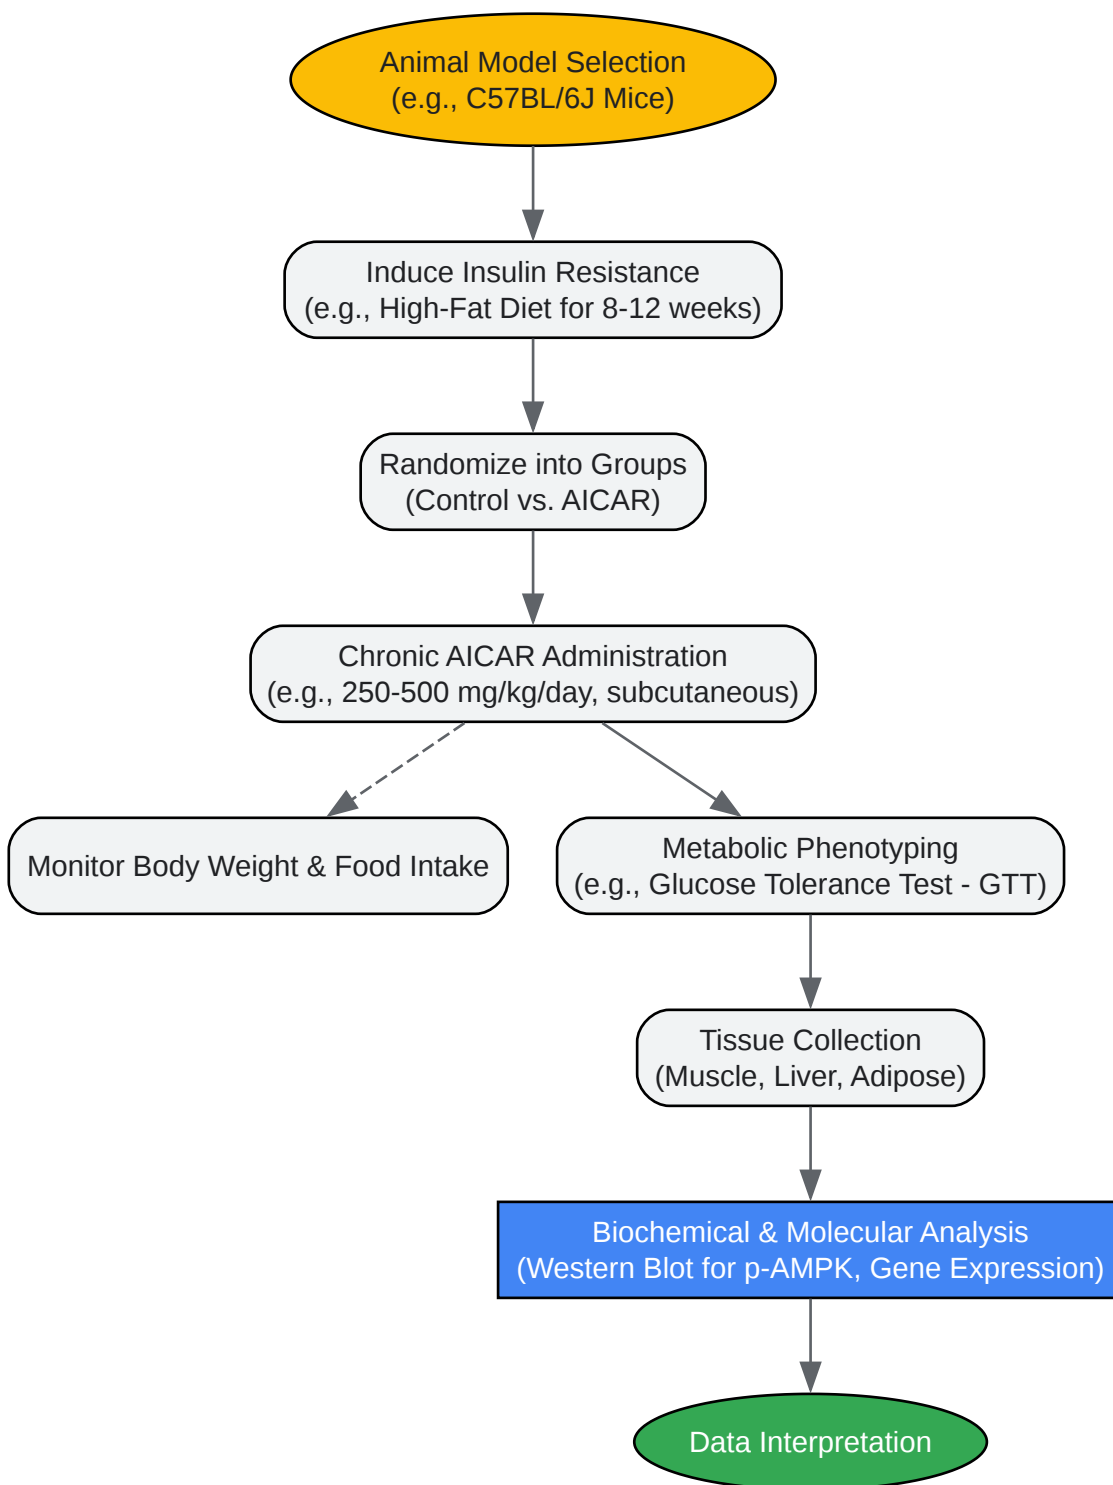 Animal Model Selection
(e.g., C57BL/6J Mice)
Induce Insulin Resistance
(e.g., High-Fat Diet for 8-12 weeks)
Randomize into Groups
(Control vs. AICAR)
Chronic AICAR Administration
(e.g., 250-500 mg/kg/day, subcutaneous)
Monitor Body Weight & Food Intake
Metabolic Phenotyping
(e.g., Glucose Tolerance Test - GTT)
Tissue Collection
(Muscle, Liver, Adipose)
Biochemical & Molecular Analysis
(Western Blot for p-AMPK, Gene Expression)
Data Interpretation